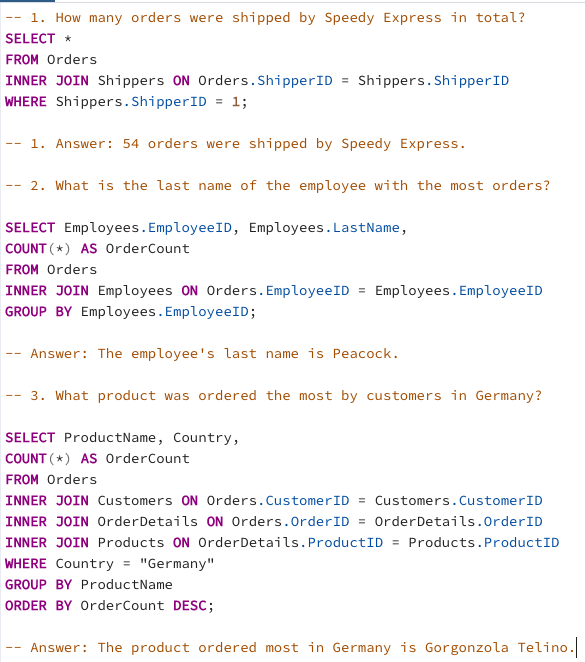 -- 1. How many orders were shipped by Speedy Express in total?
SELECT *
FROM Orders
INNER JOIN Shippers ON Orders.ShipperID = Shippers.ShipperID
WHERE Shippers.ShipperID = 1;
-- 1. Answer: 54 orders were shipped by Speedy Express.
-- 2. What is the last name of the employee with the most orders?
SELECT Employees.EmployeeID, Employees.LastName,
COUNT(*) AS OrderCount
FROM Orders
INNER JOIN Employees ON Orders.EmployeeID = Employees.EmployeeID
GROUP BY Employees.EmployeeID;
-- Answer: The employee's last name is Peacock.
-- 3. What product was ordered the most by customers in Germany?
SELECT ProductName, Country,
COUNT(*) AS OrderCount
FROM Orders
INNER JOIN Customers ON Orders.CustomerID = Customers.CustomerID
INNER JOIN OrderDetails ON Orders.OrderID = OrderDetails.OrderID
INNER JOIN Products ON OrderDetails.ProductID = Products.ProductID
WHERE Country = "Germany"
GROUP BY ProductName
ORDER BY OrderCount DESC;
-- Answer: The product ordered most in Germany is Gorgonzola Telino.